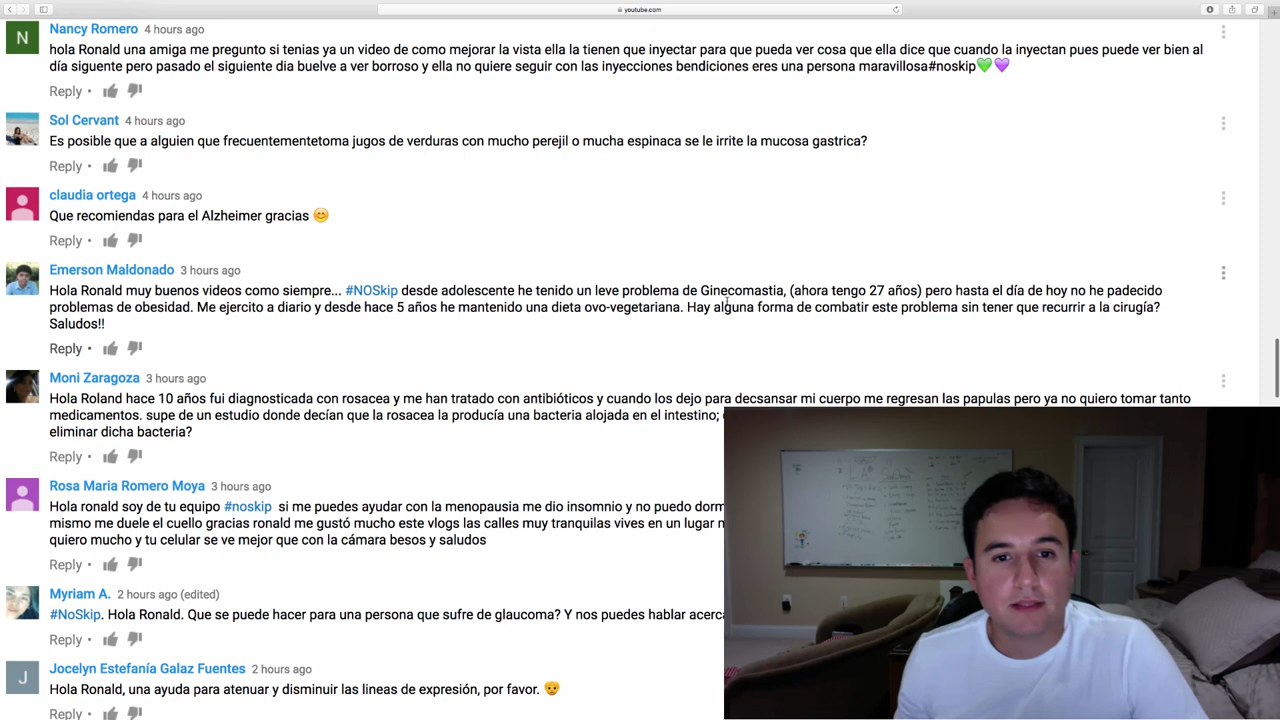 youtube.com
N Nancy Romero 4 hours ago
hola Ronald una amiga me pregunto si tenias ya un video de como mejorar la vista ella la tienen que inyectar para que pueda ver cosa que ella dice que cuando la inyectan pues puede ver bien al
día siguente pero pasado el siguiente dia buelve a ver borroso y ella no quiere seguir con las inyecciones bendiciones eres una persona maravillosa#noskip💚💜
Reply •
Sol Cervant 4 hours ago
Es posible que a alguien que frecuentementetoma jugos de verduras con mucho perejil o mucha espinaca se le irrite la mucosa gastrica?
Reply •
claudia ortega 4 hours ago
Que recomiendas para el Alzheimer gracias 😊
Reply •
Emerson Maldonado 3 hours ago
Hola Ronald muy buenos videos como siempre... #NOSkip desde adolescente he tenido un leve problema de Ginecomastia, (ahora tengo 27 años) pero hasta el día de hoy no he padecido
problemas de obesidad. Me ejercito a diario y desde hace 5 años he mantenido una dieta ovo-vegetariana. Hay alguna forma de combatir este problema sin tener que recurrir a la cirugía?
Saludos!!
Reply •
Moni Zaragoza 3 hours ago
Hola Roland hace 10 años fui diagnosticada con rosacea y me han tratado con antibióticos y cuando los dejo para decsansar mi cuerpo me regresan las papulas pero ya no quiero tomar tanto
medicamentos. supe de un estudio donde decían que la rosacea la producía una bacteria alojada en el intestino;
eliminar dicha bacteria?
Reply •
Rosa Maria Romero Moya 3 hours ago
Hola ronald soy de tu equipo #noskip si me puedes ayudar con la menopausia me dio insomnio y no puedo dorm
mismo me duele el cuello gracias ronald me gustó mucho este vlogs las calles muy tranquilas vives en un lugar
quiero mucho y tu celular se ve mejor que con la cámara besos y saludos
Reply •
Myriam A. 2 hours ago (edited)
#NoSkip. Hola Ronald. Que se puede hacer para una persona que sufre de glaucoma? Y nos puedes hablar acerca
Reply •
J Jocelyn Estefanía Galaz Fuentes 2 hours ago
Hola Ronald, una ayuda para atenuar y disminuir las lineas de expresión, por favor.
Reply •